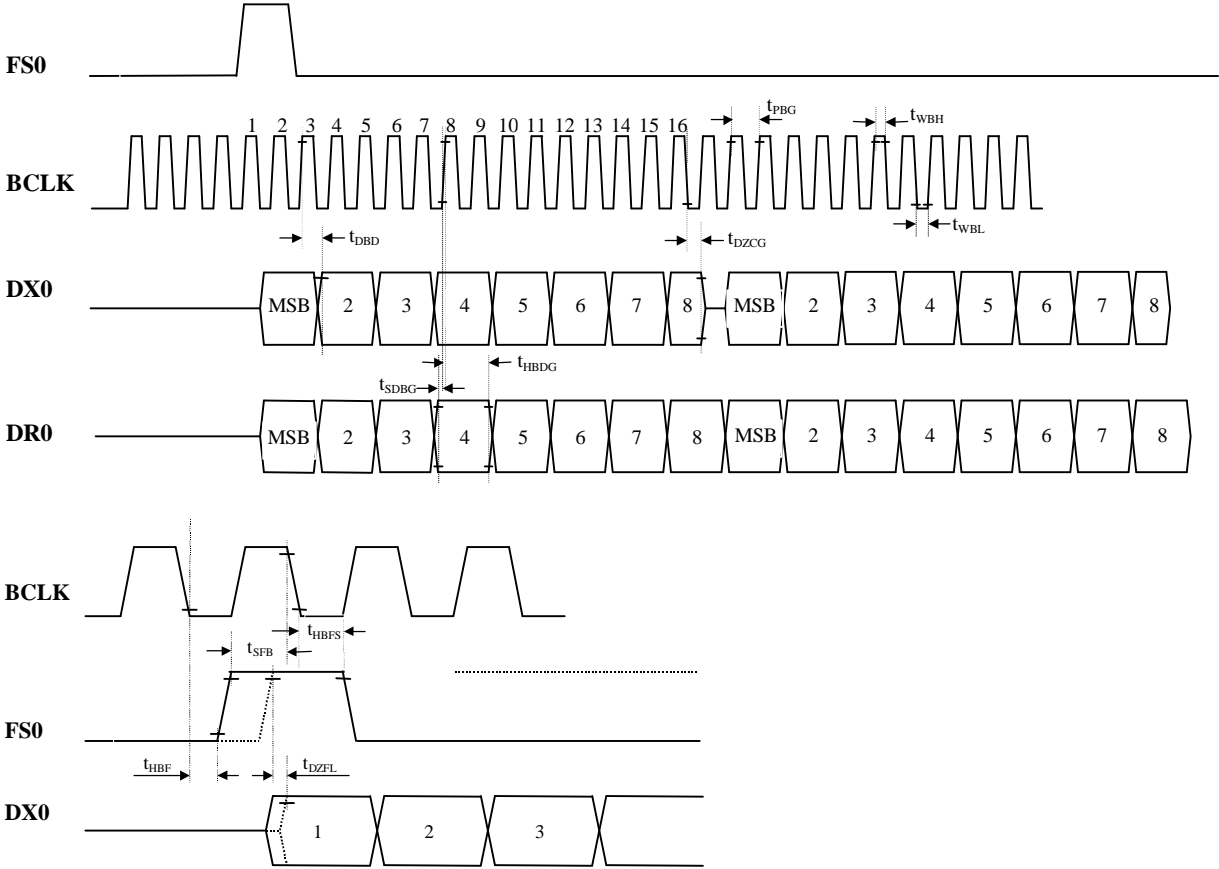 FS0
1 2 3 4 5 6 7 8 9 10 11 12 13 14 15 16 tPBG tWBH
BCLK
tDBD tDZCG tWBL
DX0 MSB 2 3 4 5 6 7 8 MSB 2 3 4 5 6 7 8
tHBDG
tSDBG
DR0 MSB 2 3 4 5 6 7 8 MSB 2 3 4 5 6 7 8
BCLK
tHBFS
tSFB
FS0
tHBF tDZFL
DX0 1 2 3